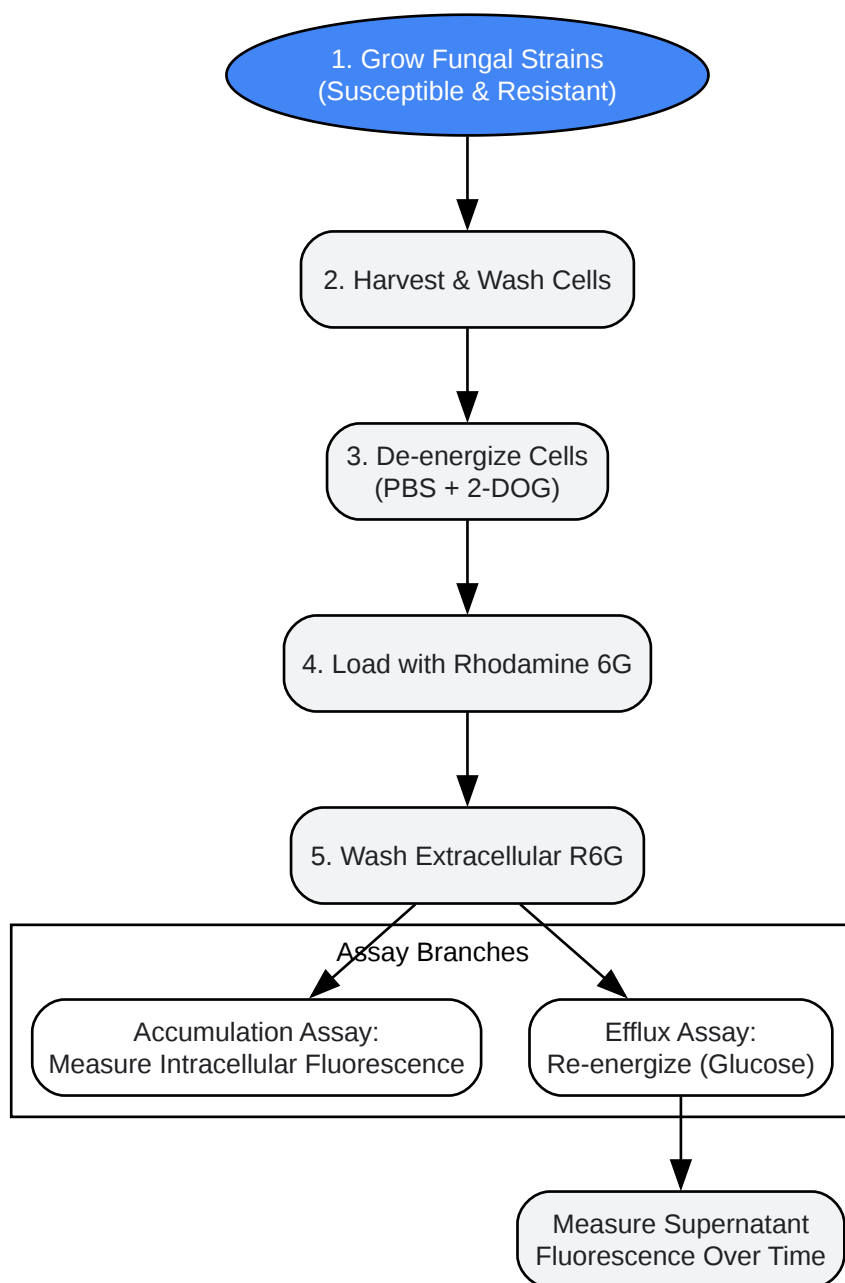 1. Grow Fungal Strains
(Susceptible & Resistant)
2. Harvest & Wash Cells
3. De-energize Cells
(PBS + 2-DOG)
4. Load with Rhodamine 6G
5. Wash Extracellular R6G
Assay Branches
Accumulation Assay:
Measure Intracellular Fluorescence
Efflux Assay:
Re-energize (Glucose)
Measure Supernatant
Fluorescence Over Time